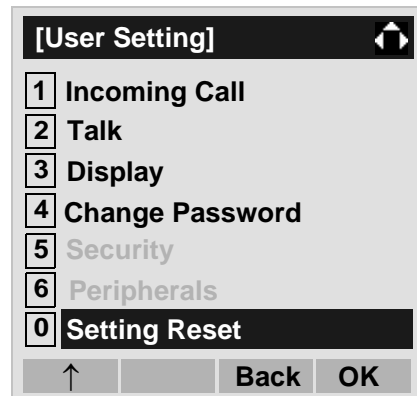 [User Setting]
1 Incoming Call
2 Talk
3 Display
4 Change Password
5 Security
6 Peripherals
0 Setting Reset
↑ Back OK